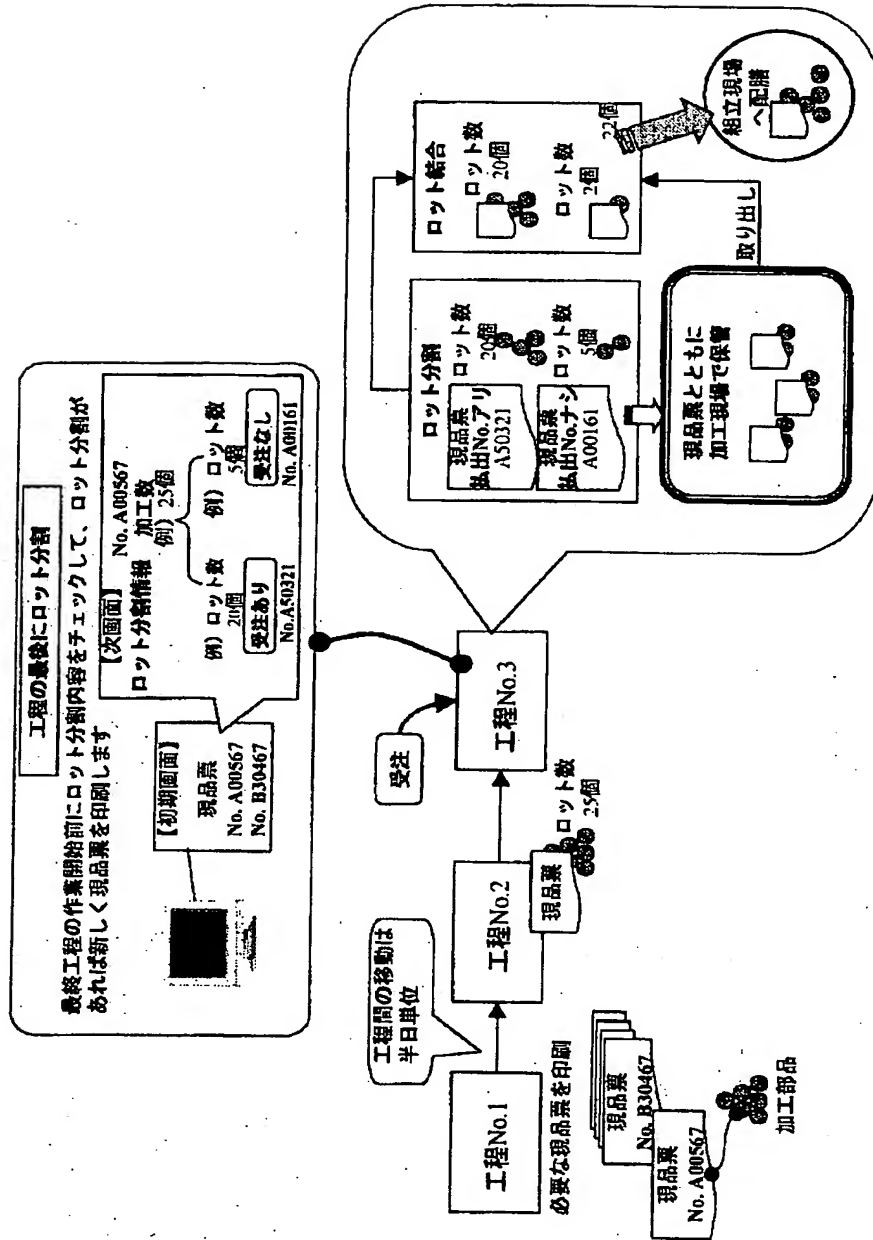 工程の最後にロット分割
最終工程の作業開始前にロット分割内容をチェックして、ロット分割が
あれば新しく現品票を印刷します
【初期画面】
現品票
No. A00567
No. B30467
【次画面】
ロット分割情報
No. A00567
加工数
例）25個
例）ロット数
20個
受注あり
No.A50321
例）ロット数
5個
受注なし
No. A00161
工程No.1
工程間の移動は
半日単位
工程No.2
現品票
ロット数
25個
受注
工程No.3
必要な現品票を印刷
現品票
No. B30467
現品票
No. A00567
加工部品
ロット分割
現品票
払出No.アリ
A50321
ロット数
20個
現品票
払出No.ナシ
A00161
ロット数
5個
現品票とともに
加工現場で保管
取り出し
ロット結合
ロット数
20個
ロット数
2個
22個
組立現場
へ配膳